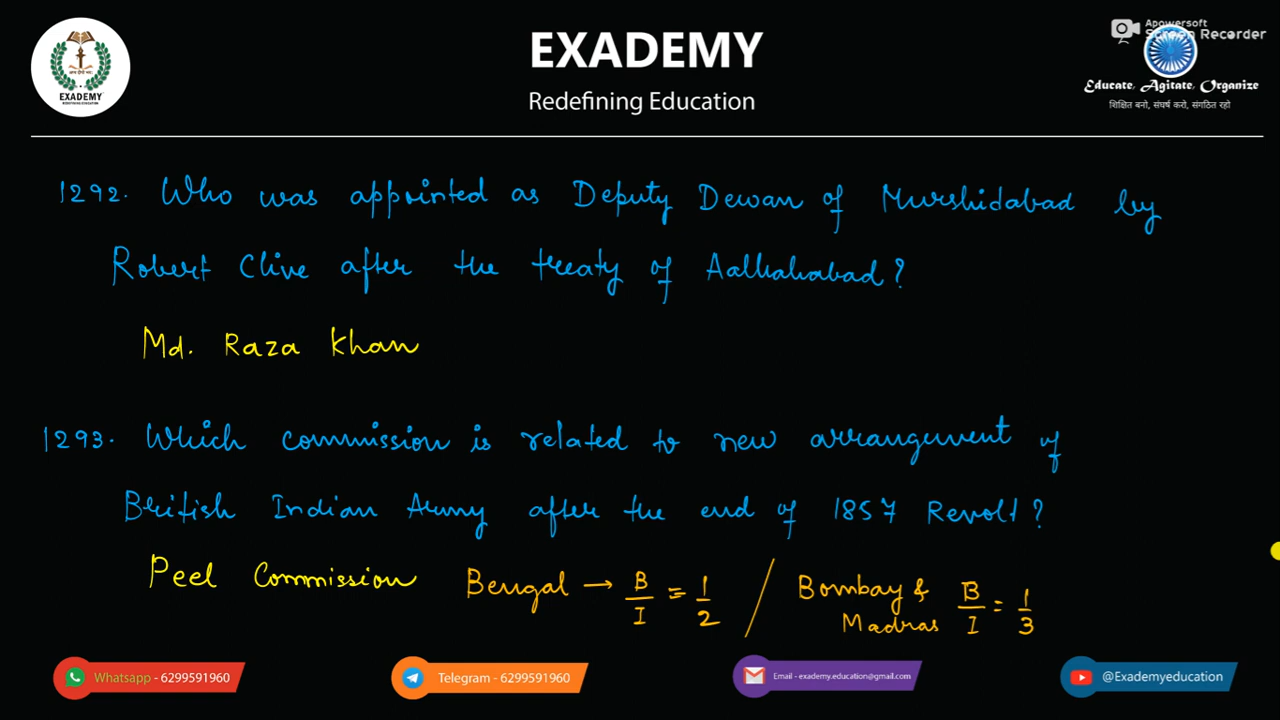 EXADEMY
Redefining Education
EXADEMY
REDEFINING EDUCATION
Apowersoft
Screen Recorder
Educate, Agitate, Organize
शिक्षित बनो, संघर्ष करो, संगठित रहो
1292. Who was appointed as Deputy Dewan of Murshidabad by
Robert Clive after the treaty of Aallahabad?
Md. Raza Khan
1293. Which commission is related to new arrangement of
British Indian Army after the end of 1857 Revolt?
Peel Commission Bengal → B/I = 1/2 / Bombay & Madras B/I = 1/3
Whatsapp - 6299591960
Telegram - 6299591960
Email - exademy.education@gmail.com
@Exademyeducation